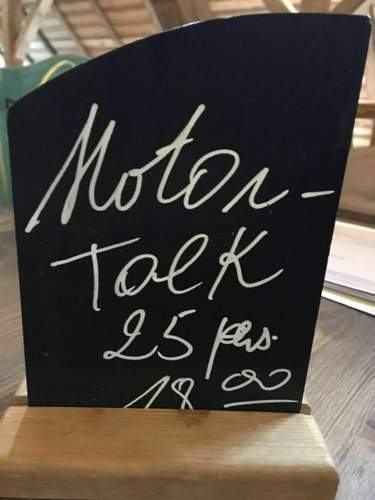 Motor-
Talk
25 pers.
18 00